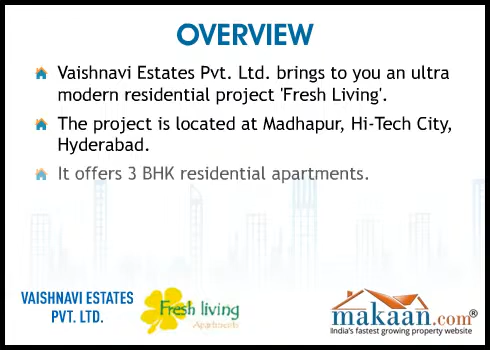 OVERVIEW
Vaishnavi Estates Pvt. Ltd. brings to you an ultra
modern residential project 'Fresh Living'.
The project is located at Madhapur, Hi-Tech City,
Hyderabad.
It offers 3 BHK residential apartments.
VAISHNAVI ESTATES
PVT. LTD.
Fresh living
Apartments
makaan.com®
India's fastest growing property website